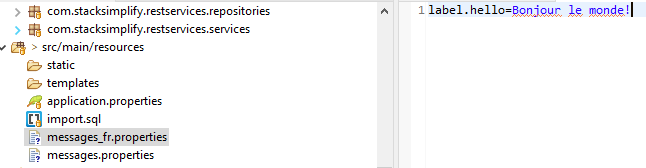 com.stacksimplify.restservices.repositories
com.stacksimplify.restservices.services
src/main/resources
static
templates
application.properties
import.sql
messages_fr.properties
messages.properties
1 label.hello=Bonjour le monde!